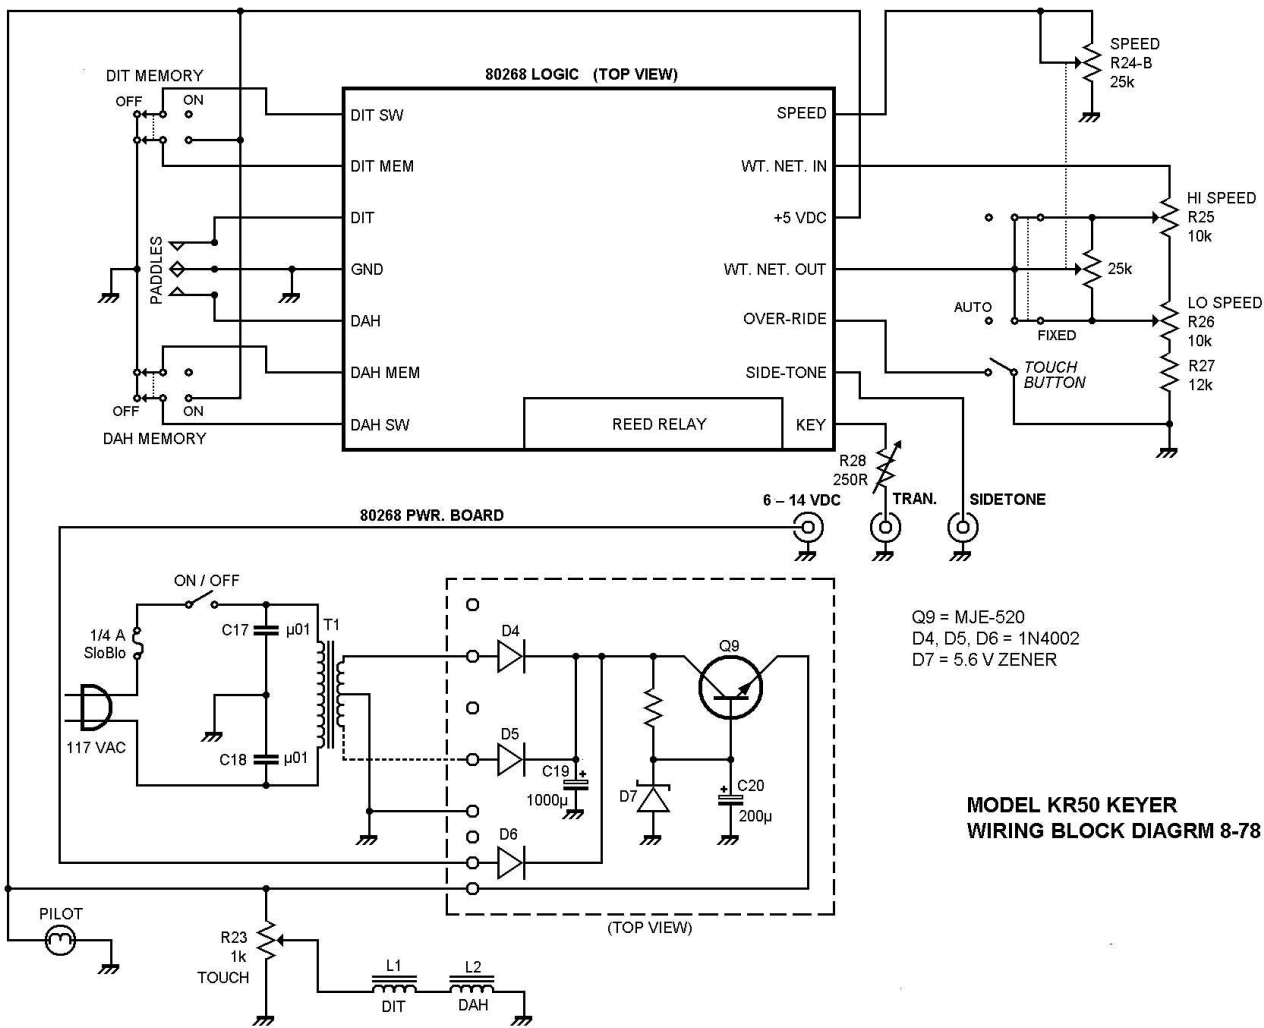 80268 LOGIC (TOP VIEW)
DIT MEMORY
OFF
ON
DIT SW
DIT MEM
DIT
GND
DAH
DAH MEM
DAH SW
PADDLES
OFF
ON
DAH MEMORY
SPEED
WT. NET. IN
+5 VDC
WT. NET. OUT
OVER-RIDE
SIDE-TONE
KEY
REED RELAY
SPEED
R24-B
25k
HI SPEED
R25
10k
25k
LO SPEED
R26
10k
R27
12k
AUTO
FIXED
TOUCH
BUTTON
R28
250R
6 – 14 VDC
TRAN.
SIDETONE
80268 PWR. BOARD
ON / OFF
1/4 A
SloBlo
117 VAC
C17
µ01
C18
µ01
T1
D4
D5
D6
C19
+
1000µ
Q9
D7
+
C20
200µ
(TOP VIEW)
Q9 = MJE-520
D4, D5, D6 = 1N4002
D7 = 5.6 V ZENER
MODEL KR50 KEYER
WIRING BLOCK DIAGRM 8-78
PILOT
R23
1k
TOUCH
L1
DIT
L2
DAH